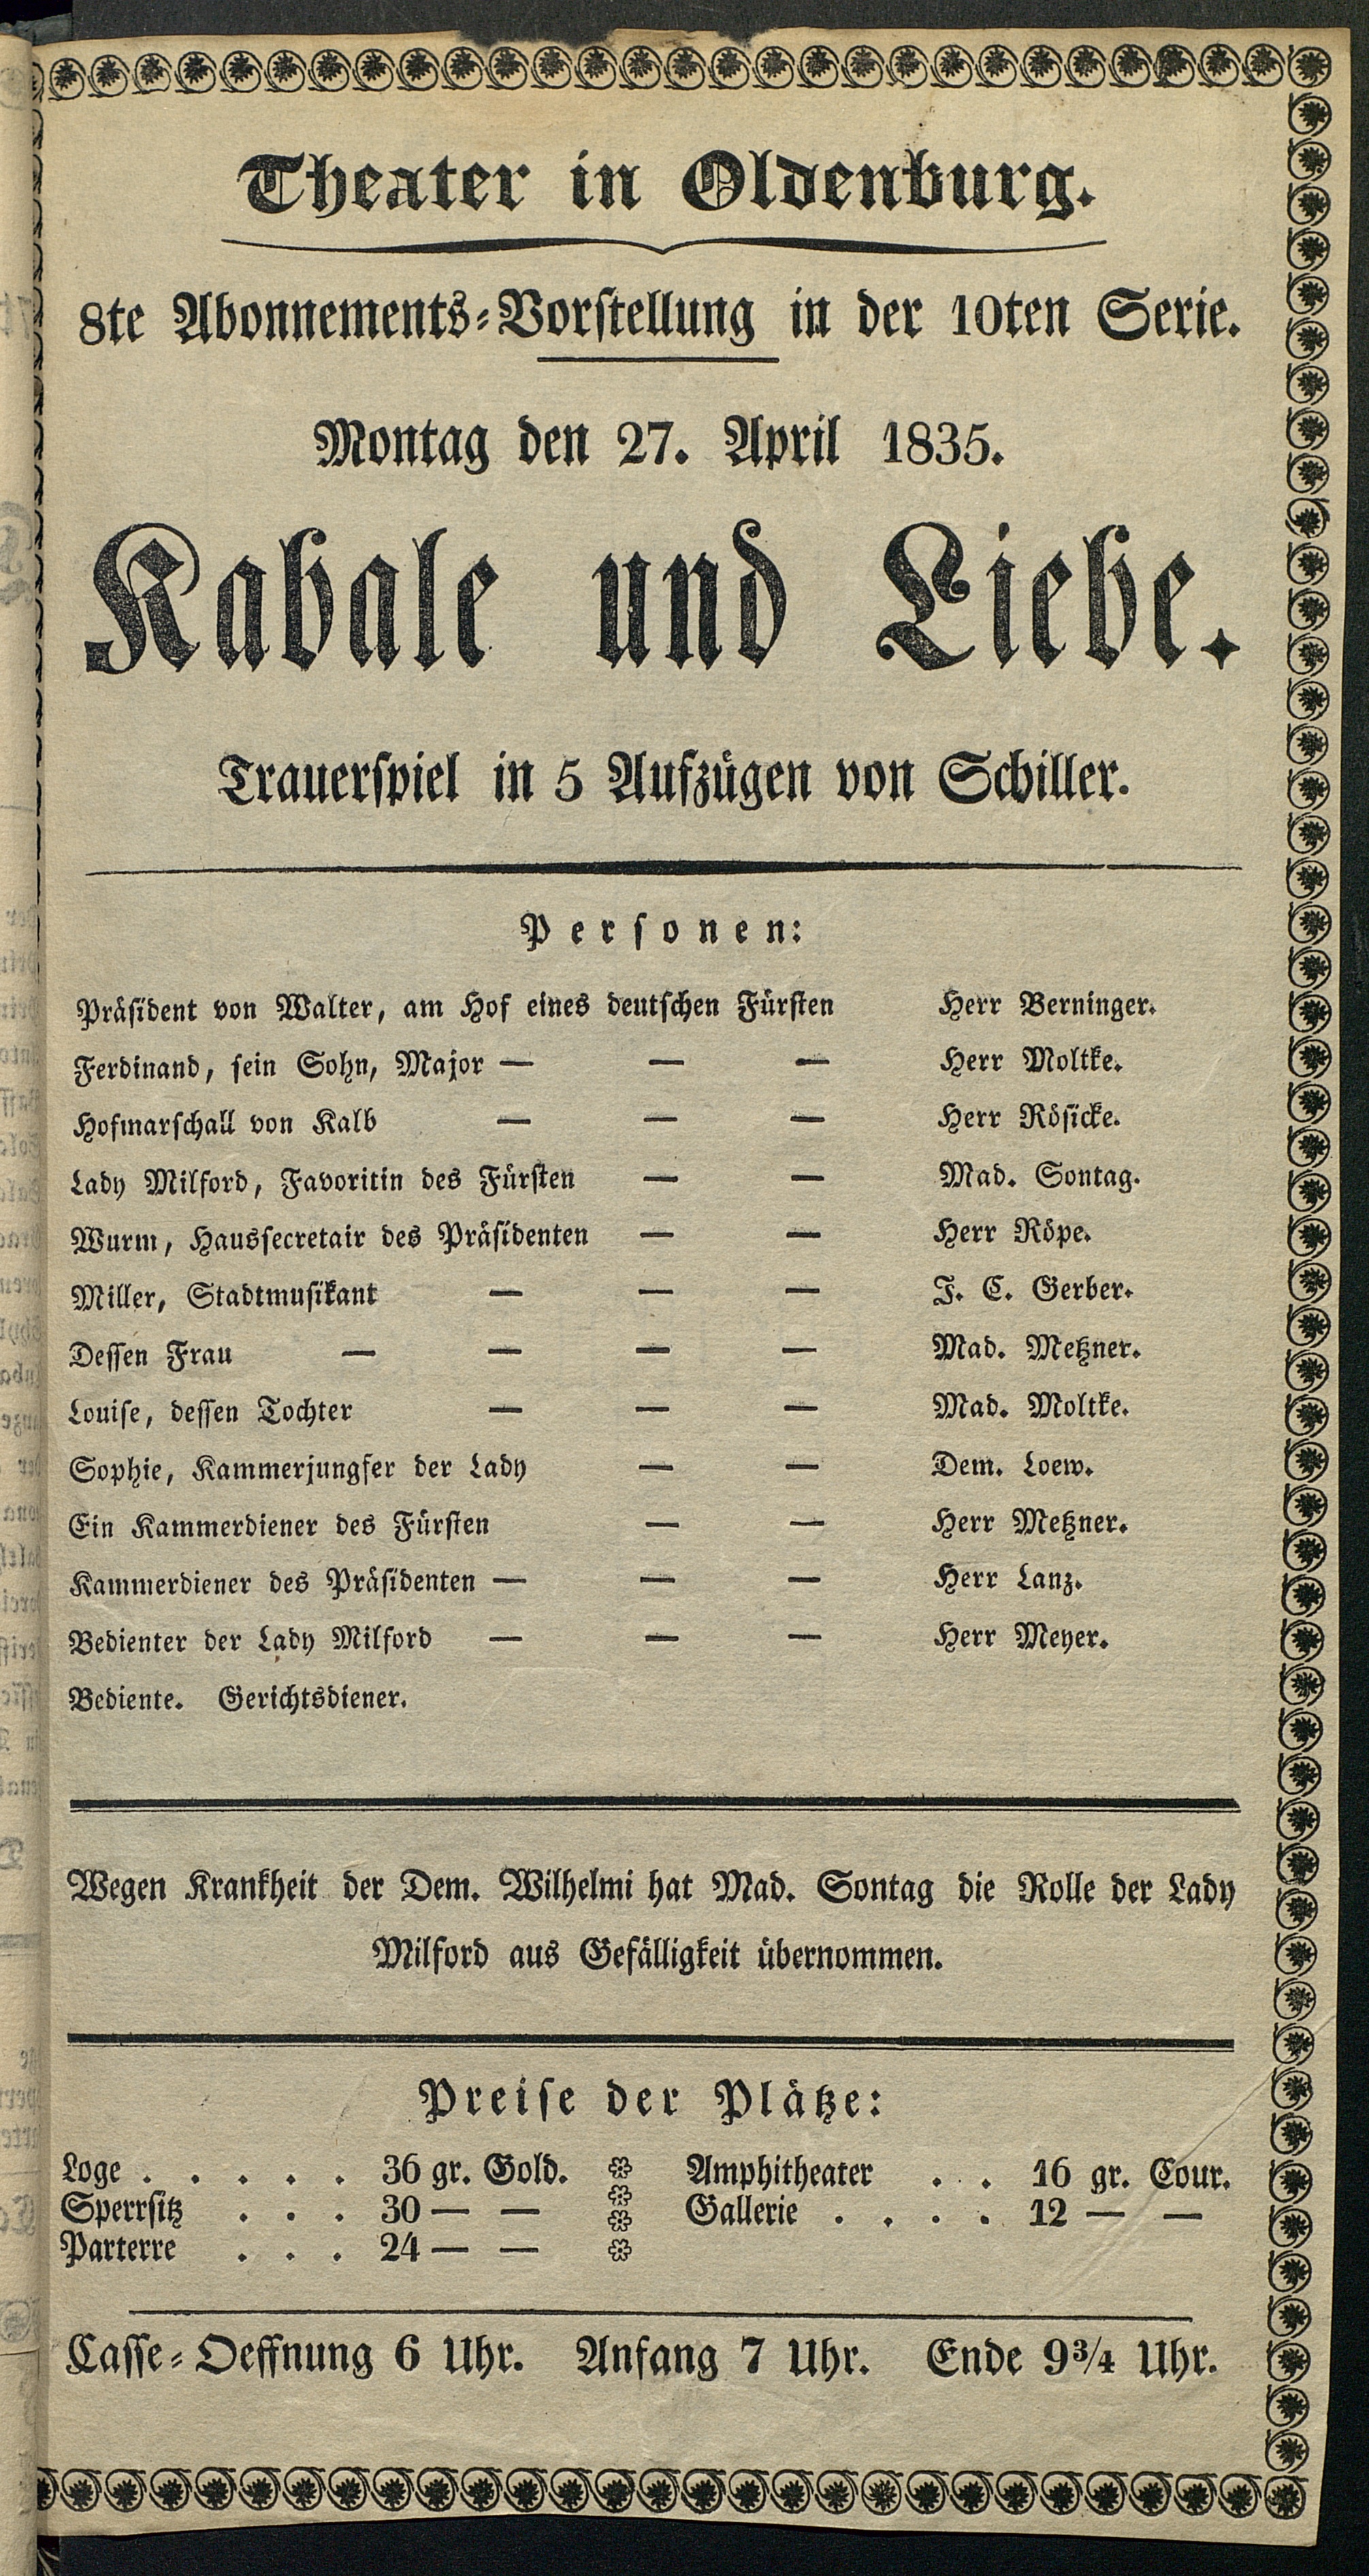 Theater in Oldenburg.
8te Abonnements-Vorstellung in der 10ten Serie.
Montag den 27. April 1835.
Kabale und Liebe.
Trauerspiel in 5 Aufzügen von Schiller.
Personen:
Präsident von Walter, am Hof eines deutschen Fürsten Herr Berninger.
Ferdinand, sein Sohn, Major — — — Herr Moltke.
Hofmarschall von Kalb — — — Herr Rösicke.
Lady Milford, Favoritin des Fürsten — — Mad. Sontag.
Wurm, Haussecretair des Präsidenten — — Herr Röpe.
Miller, Stadtmusikant — — — F. C. Gerber.
Dessen Frau — — — — Mad. Metzner.
Louise, dessen Tochter — — — Mad. Moltke.
Sophie, Kammerjungfer der Lady — — Dem. Loew.
Ein Kammerdiener des Fürsten — — Herr Metzner.
Kammerdiener des Präsidenten — — — Herr Lanz.
Bedienter der Lady Milford — — — Herr Meyer.
Bediente. Gerichtsdiener.
Wegen Krankheit der Dem. Wilhelmi hat Mad. Sontag die Rolle der Lady
Milford aus Gefälligkeit übernommen.
Preise der Plätze:
Loge . . . . . 36 gr. Gold.
Sperrsitz . . . 30 — —
Parterre . . . 24 — —
Amphitheater . . 16 gr. Cour.
Gallerie . . . . 12 — —
Casse-Oeffnung 6 Uhr. Anfang 7 Uhr. Ende 9¾ Uhr.